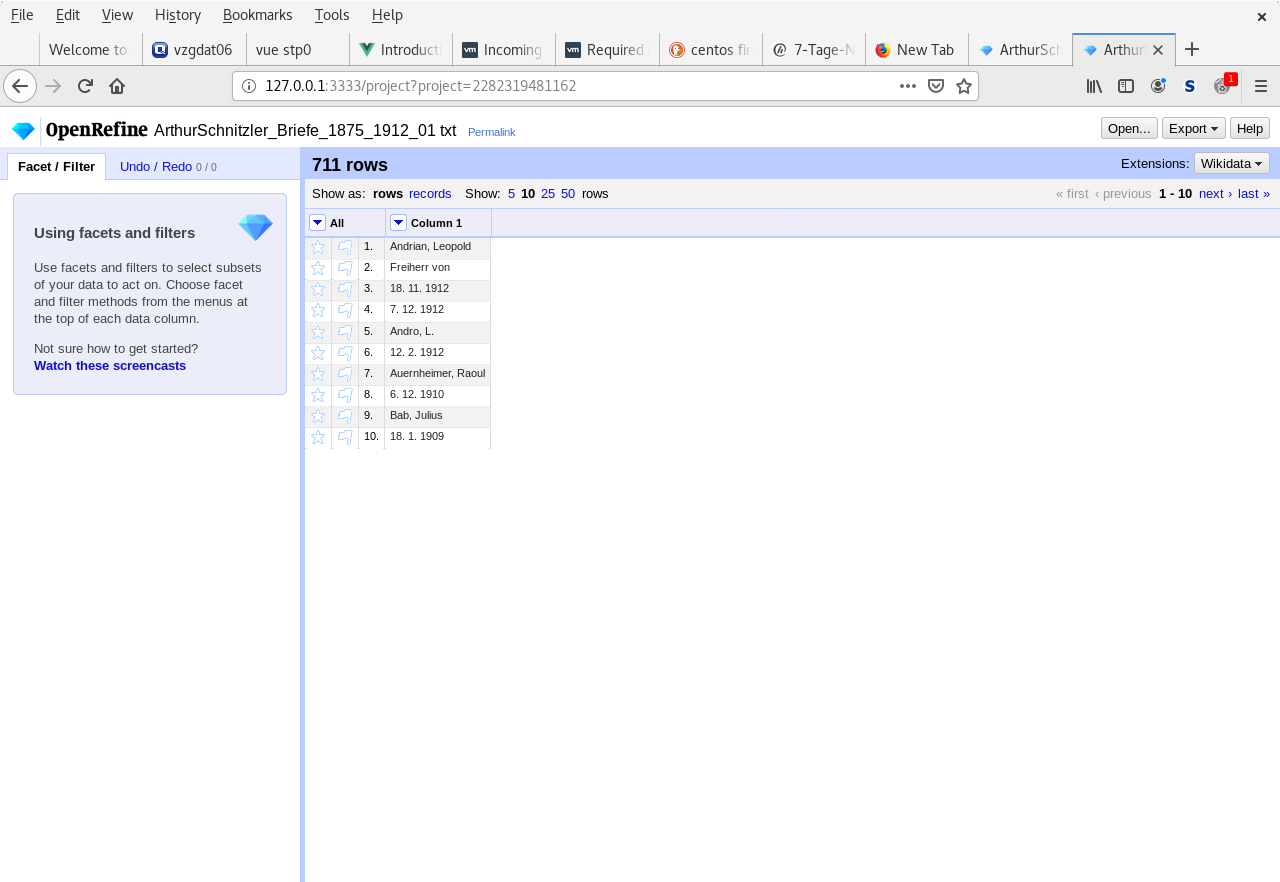 File Edit View History Bookmarks Tools Help
Welcome to vzgdat06 vue stp0 Introducti Incoming Required centos fir 7-Tage-N New Tab ArthurSch Arthur
127.0.0.1:3333/project?project=2282319481162 1
OpenRefine ArthurSchnitzler_Briefe_1875_1912_01 txt Permalink Open... Export Help
Facet / Filter Undo / Redo 0 / 0 711 rows Extensions: Wikidata
Show as: rows records Show: 5 10 25 50 rows « first ‹ previous 1 - 10 next › last »
All Column 1
Using facets and filters
Use facets and filters to select subsets
of your data to act on. Choose facet
and filter methods from the menus at
the top of each data column.
Not sure how to get started?
Watch these screencasts
1. Andrian, Leopold
2. Freiherr von
3. 18. 11. 1912
4. 7. 12. 1912
5. Andro, L.
6. 12. 2. 1912
7. Auernheimer, Raoul
8. 6. 12. 1910
9. Bab, Julius
10. 18. 1. 1909